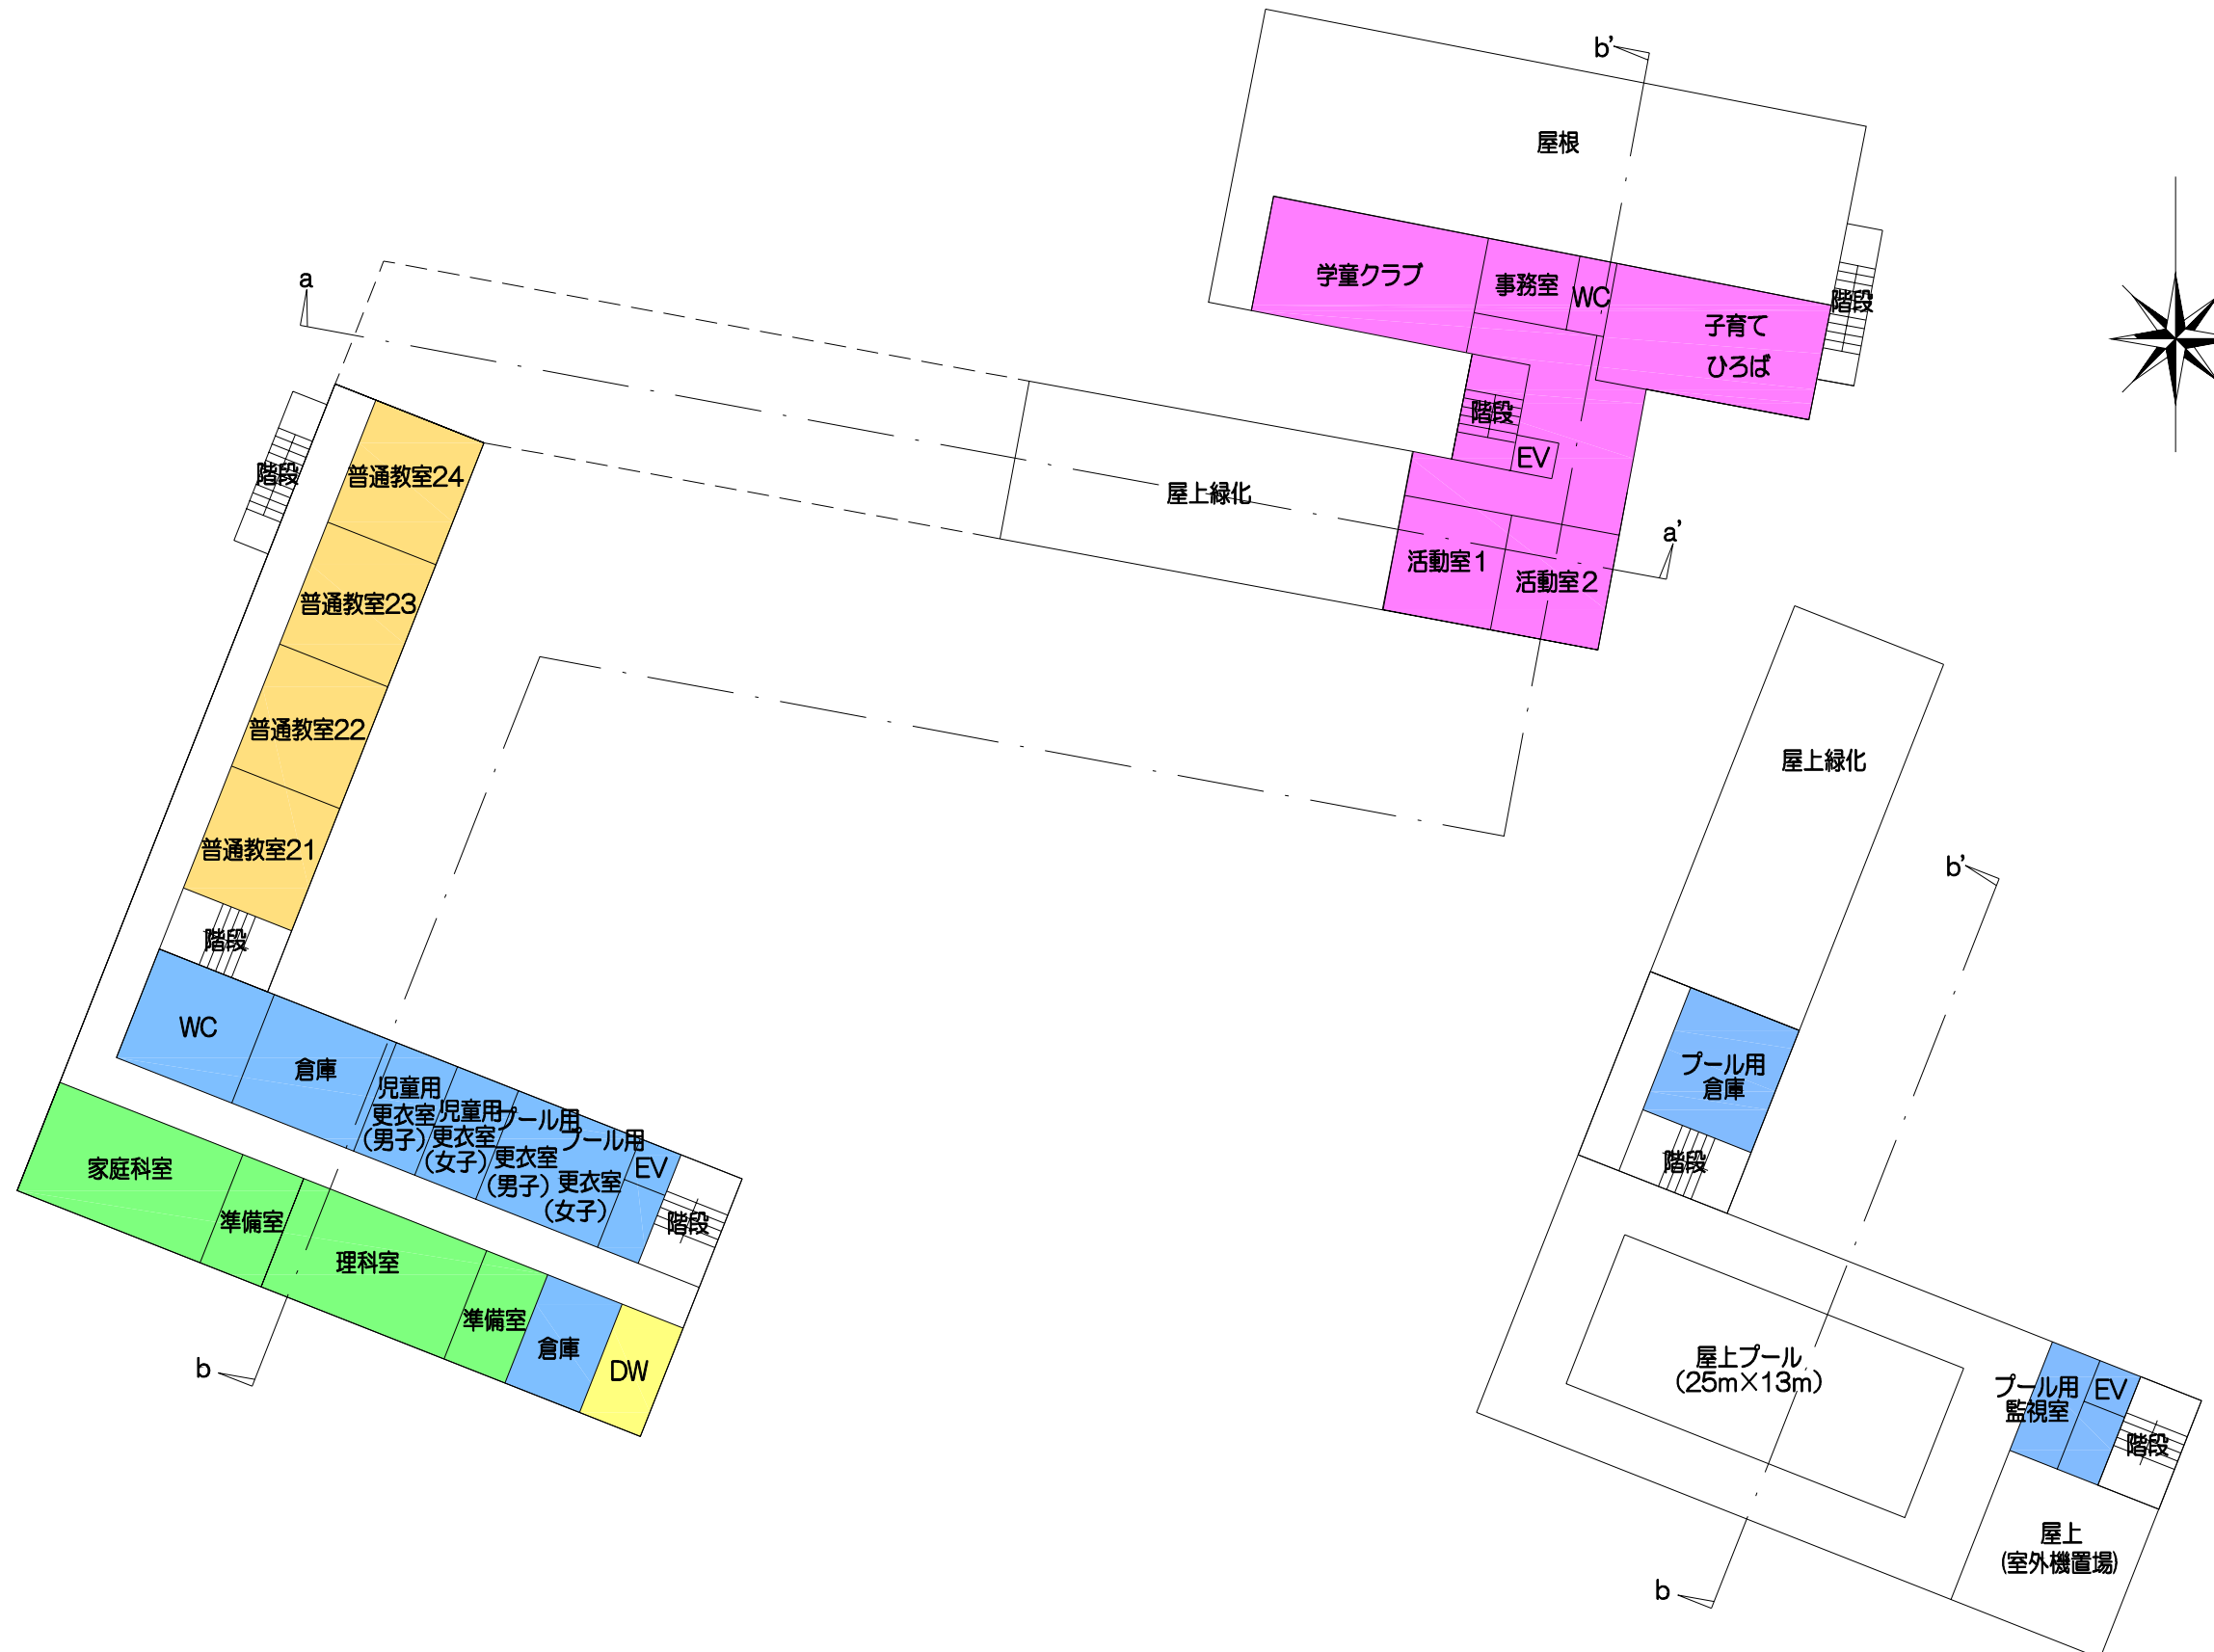 b'
屋根
a
学童クラブ
事務室
WC
子育て
ひろば
階段
階段
EV
屋上緑化
a'
活動室1
活動室2
階段
普通教室24
普通教室23
普通教室22
普通教室21
階段
WC
倉庫
児童用
更衣室
(男子)
児童用
更衣室
(女子)
プール用
更衣室
(男子)
プール用
更衣室
(女子)
EV
階段
家庭科室
準備室
理科室
準備室
倉庫
DW
b
屋上緑化
b'
プール用
倉庫
階段
屋上プール
(25m×13m)
プール用
監視室
EV
階段
屋上
(室外機置場)
b